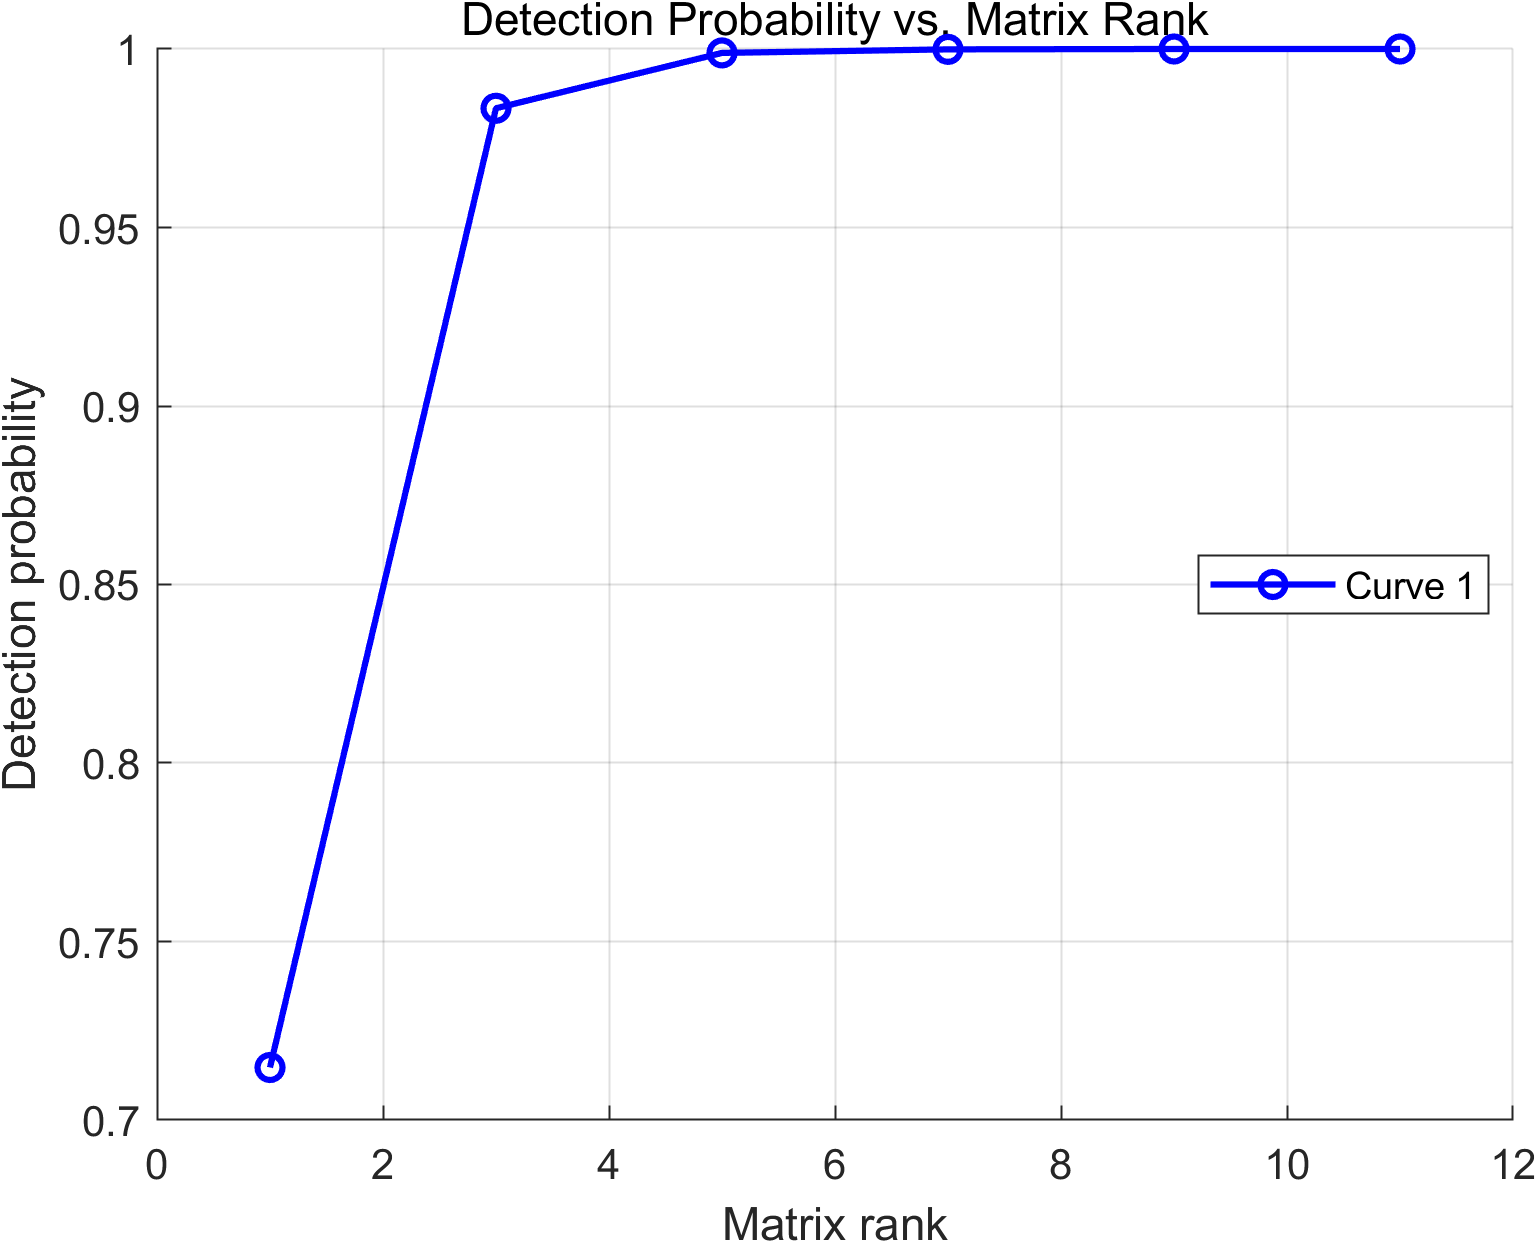 Detection Probability vs. Matrix Rank
1
0.95
0.9
0.85
0.8
0.75
0.7
Detection probability
Curve 1
0 2 4 6 8 10 12
Matrix rank